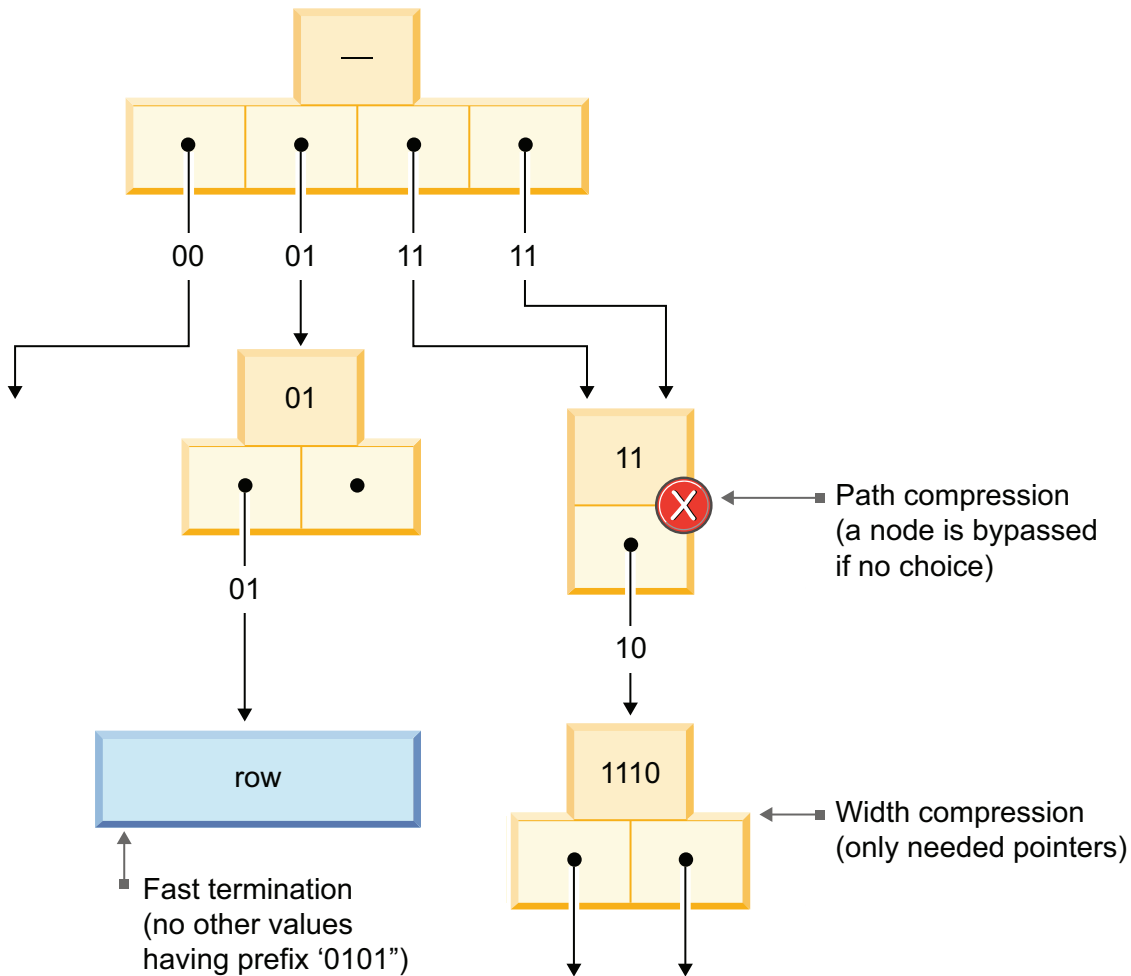 —
00 01 11 11
01
11
Path compression
(a node is bypassed
if no choice)
01
10
row
1110
Width compression
(only needed pointers)
Fast termination
(no other values
having prefix ‘0101”)